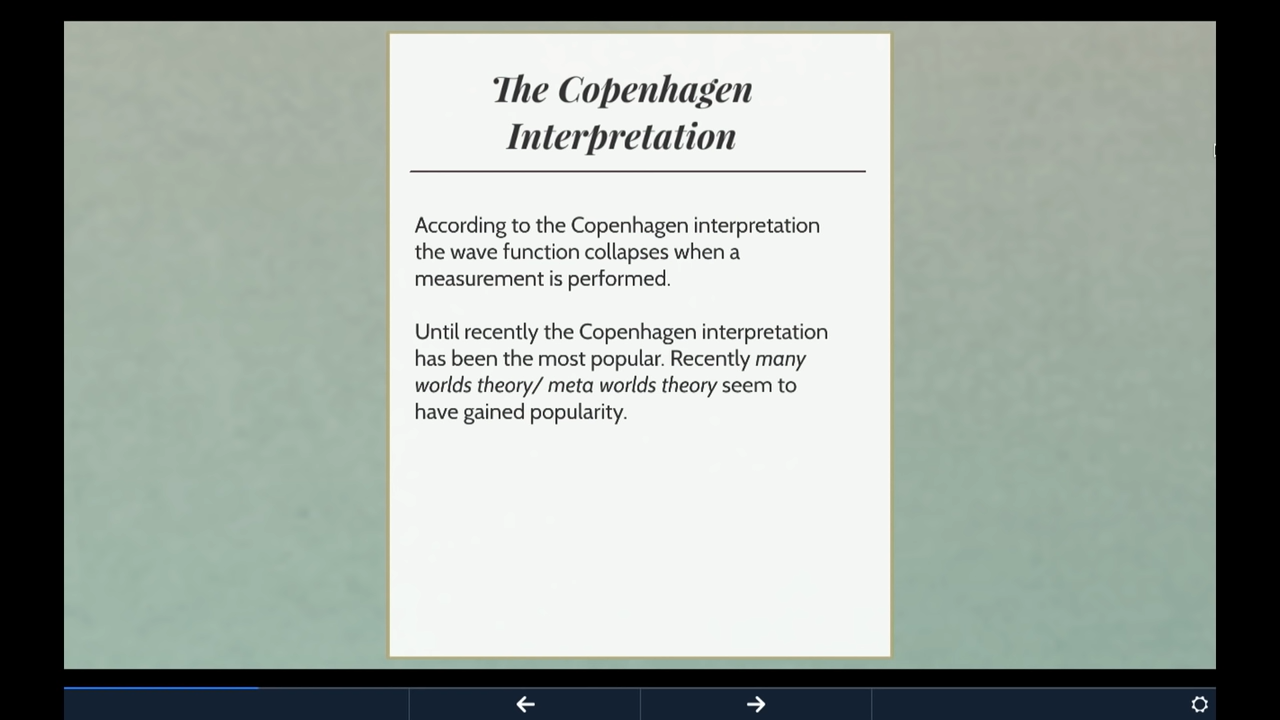 The Copenhagen
Interpretation
According to the Copenhagen interpretation
the wave function collapses when a
measurement is performed.
Until recently the Copenhagen interpretation
has been the most popular. Recently many
worlds theory/ meta worlds theory seem to
have gained popularity.